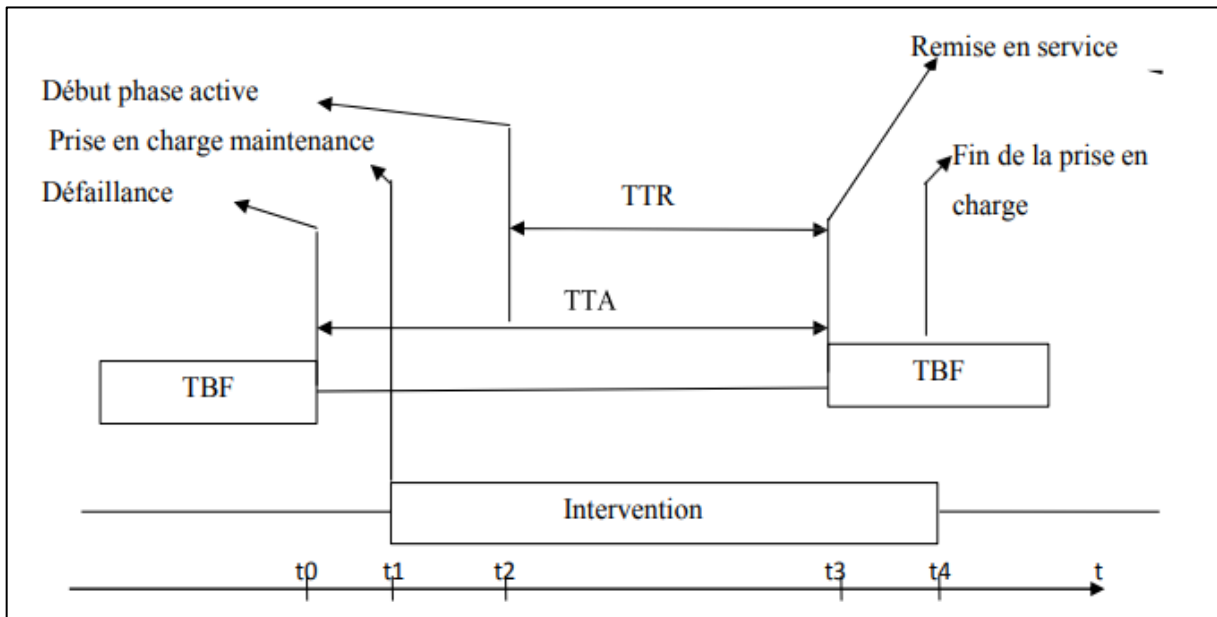 Remise en service
Début phase active
Prise en charge maintenance
Défaillance
Fin de la prise en
charge
TTR
TTA
TBF
TBF
Intervention
t0 t1 t2 t3 t4 t